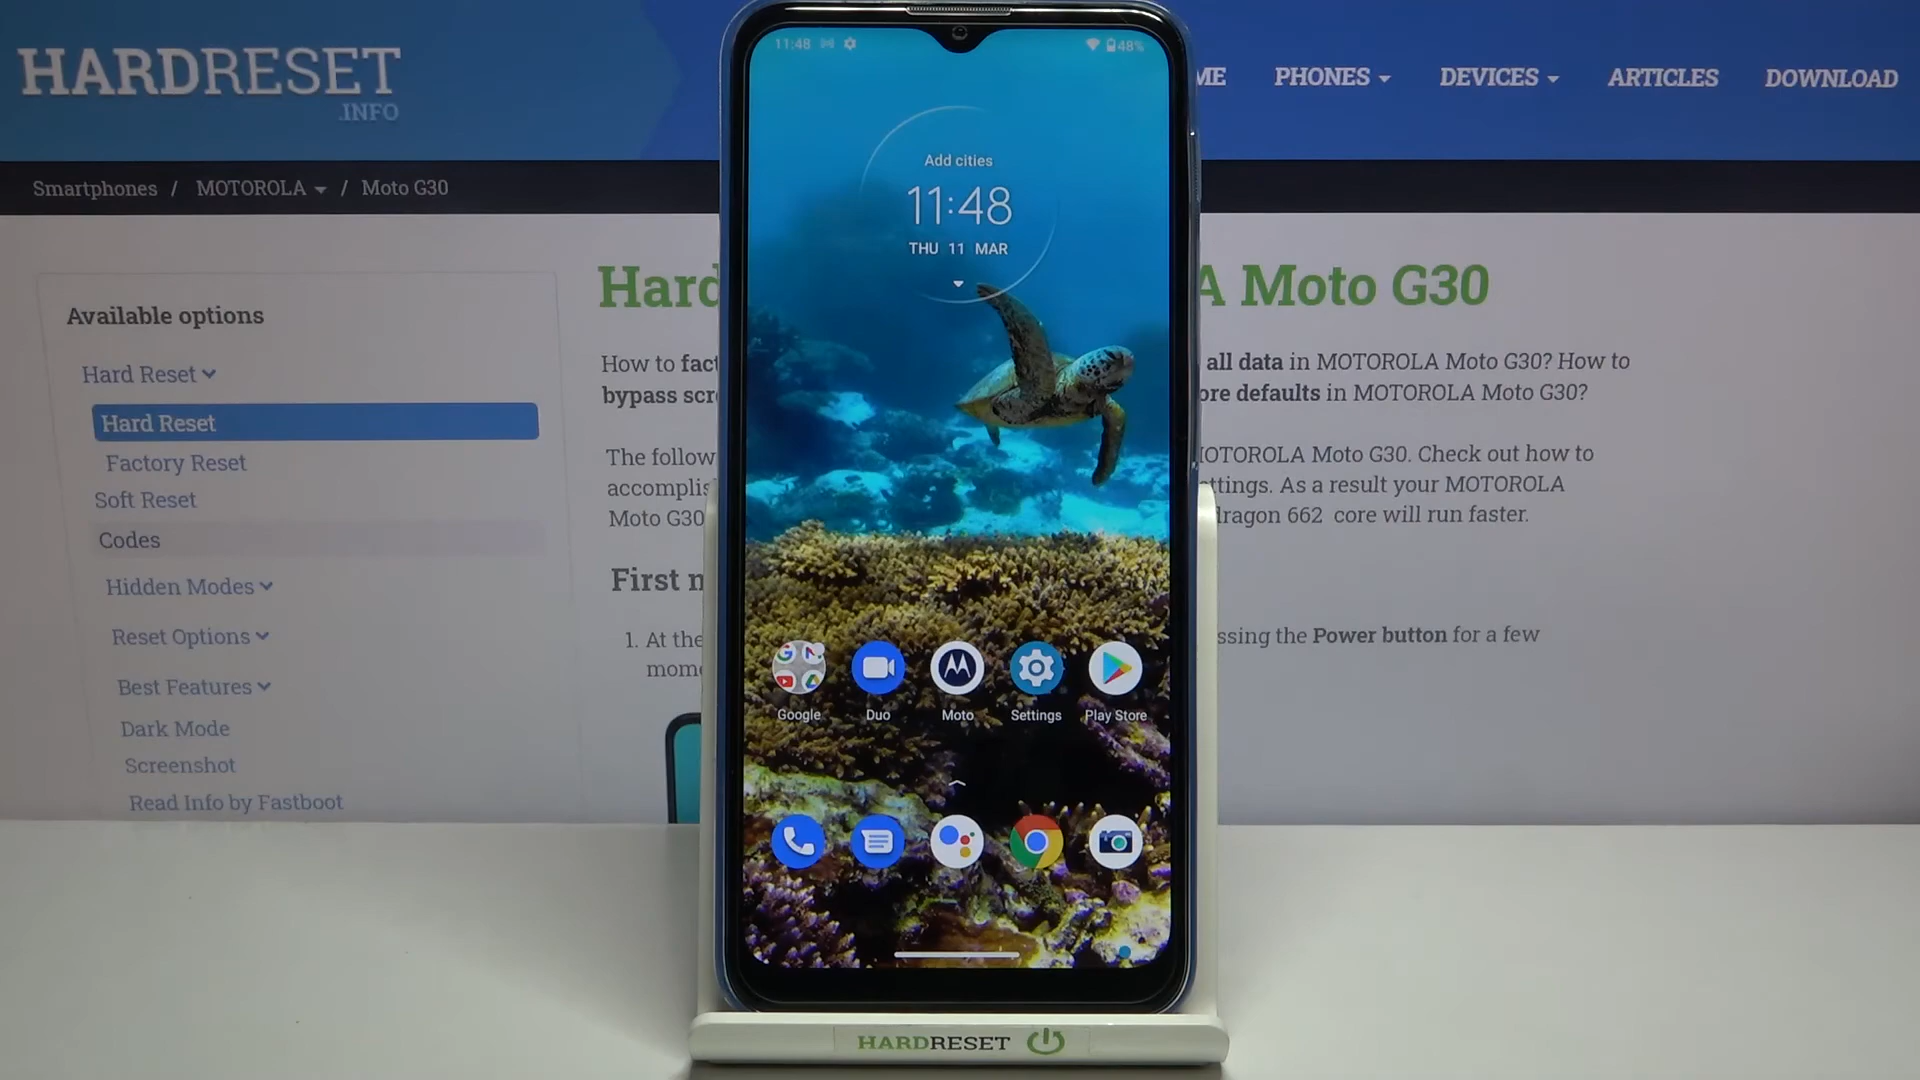 HARDRESET
.INFO
ME PHONES DEVICES ARTICLES DOWNLOAD
Smartphones / MOTOROLA / Moto G30
Available options
Hard Reset
Hard Reset
Factory Reset
Soft Reset
Codes
Hidden Modes
Reset Options
Best Features
Dark Mode
Screenshot
Read Info by Fastboot
Hard A Moto G30
How to fact all data in MOTOROLA Moto G30? How to
bypass scr ore defaults in MOTOROLA Moto G30?
The follow OTOROLA Moto G30. Check out how to
accomplis ttings. As a result your MOTOROLA
Moto G30 dragon 662 core will run faster.
First m
1. At the ssing the Power button for a few
mome
11:48 48%
Add cities
11:48
THU 11 MAR
Google Duo Moto Settings Play Store
HARDRESET